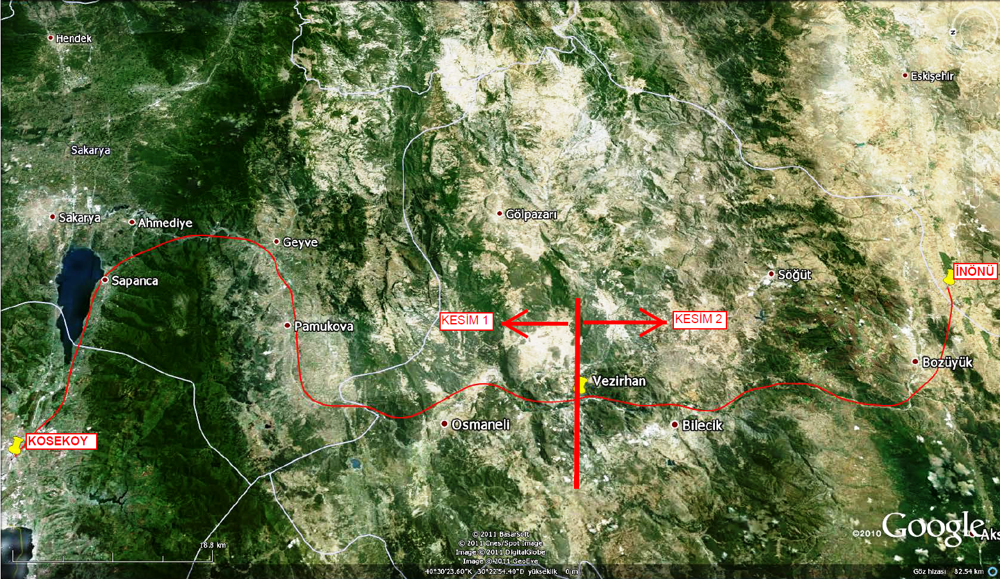 Hendek
N
Eskişehir
Sakarya
Sakarya
Ahmediye
Gölpazarı
Geyve
Sapanca
Söğüt
İNÖNÜ
KESİM 1
KESİM 2
Pamukova
Bozüyük
Vezirhan
Osmaneli
Bilecik
KOSEKOY
©2010 Google
Aks
18.8 km
© 2011 Basarsoft
© 2011 Cnes/Spot Image
Image © 2011 DigitalGlobe
Image © 2011 GeoEye
40°30'23.60"K 30°22'54.40"D yükseklik 0 m
Göz hizası 82.54 km